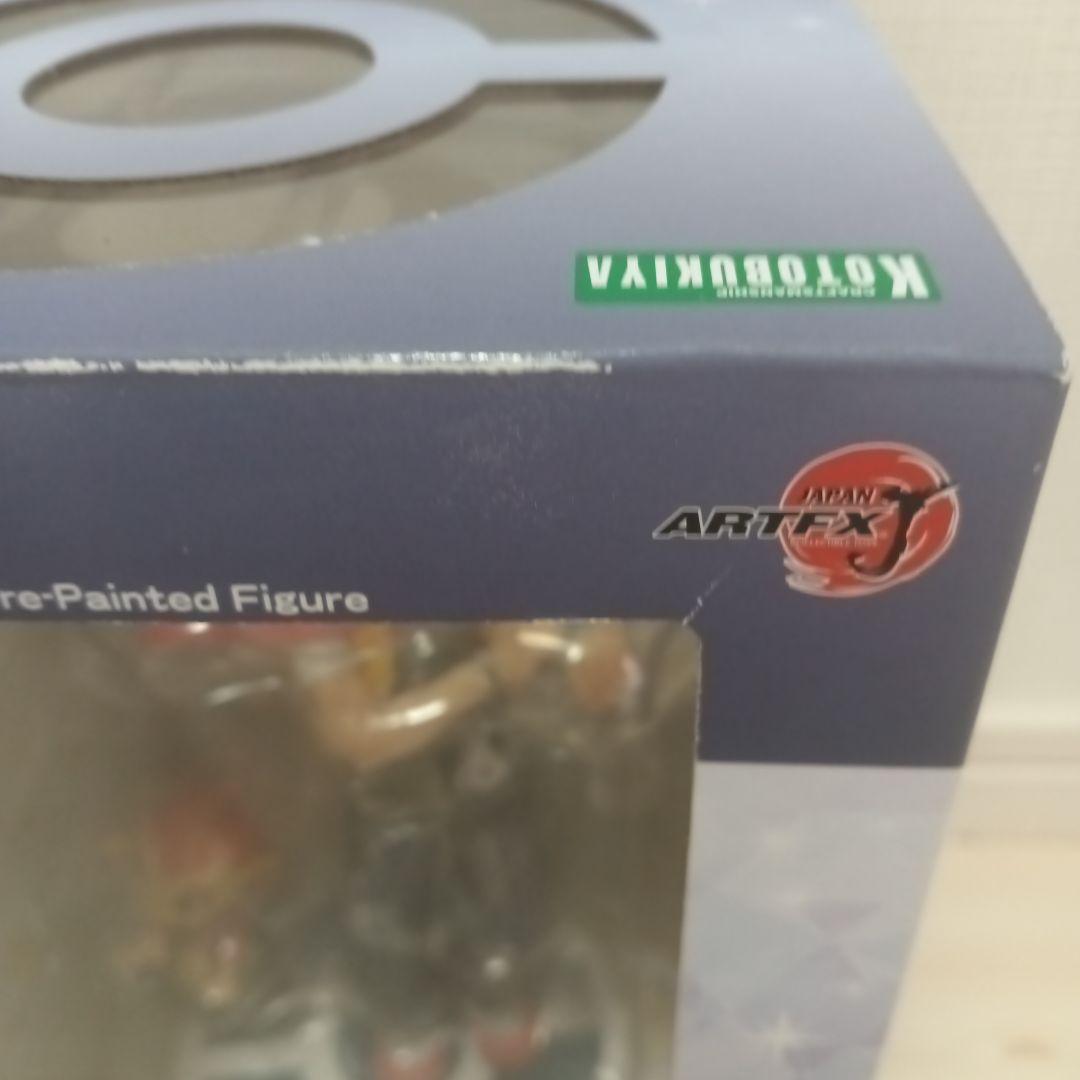 KOTOBUKIYA
CRAFTSMANSHIP
JAPAN
ARTFX J
re-Painted Figure